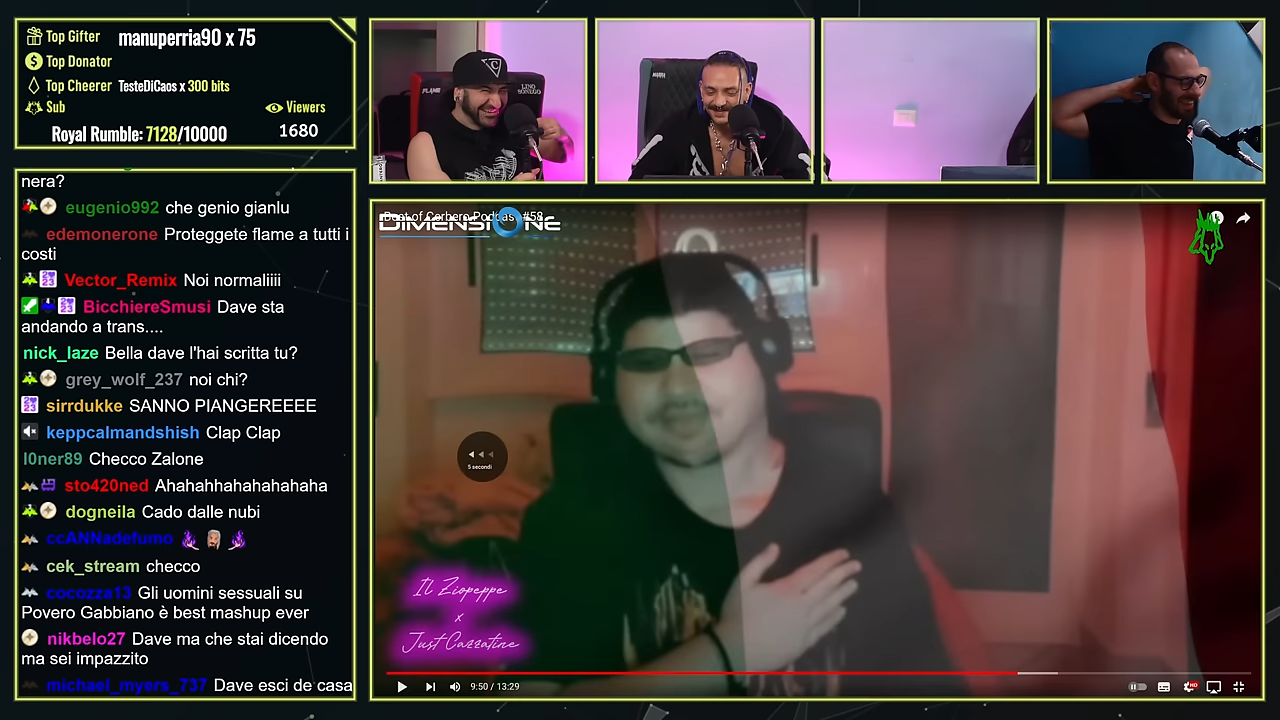 Top Gifter manuperria90 x 75
Top Donator
Top Cheerer TesteDiCaos x 300 bits
Sub Viewers
Royal Rumble: 7128/10000 1680
nera?
eugenio992 che genio gianlu
edemonerone Proteggete flame a tutti i
costi
Vector_Remix Noi normaliiii
BicchiereSmusi Dave sta
andando a trans....
nick_laze Bella dave l'hai scritta tu?
grey_wolf_237 noi chi?
sirrdukke SANNO PIANGEREEEE
keppcalmandshish Clap Clap
l0ner89 Checco Zalone
sto420ned Ahahahhahahahahaha
dogneila Cado dalle nubi
ccANNadefumo
cek_stream checco
cocozza13 Gli uomini sessuali su
Povero Gabbiano è best mashup ever
nikbelo27 Dave ma che stai dicendo
ma sei impazzito
michael_myers_737 Dave esci de casa
FLAME
Best of Cerbero Podcast #58
DIMENSIONE
5 secondi
Il Ziopeppe
x
Just Cazzatine
9:50 / 13:29
HD